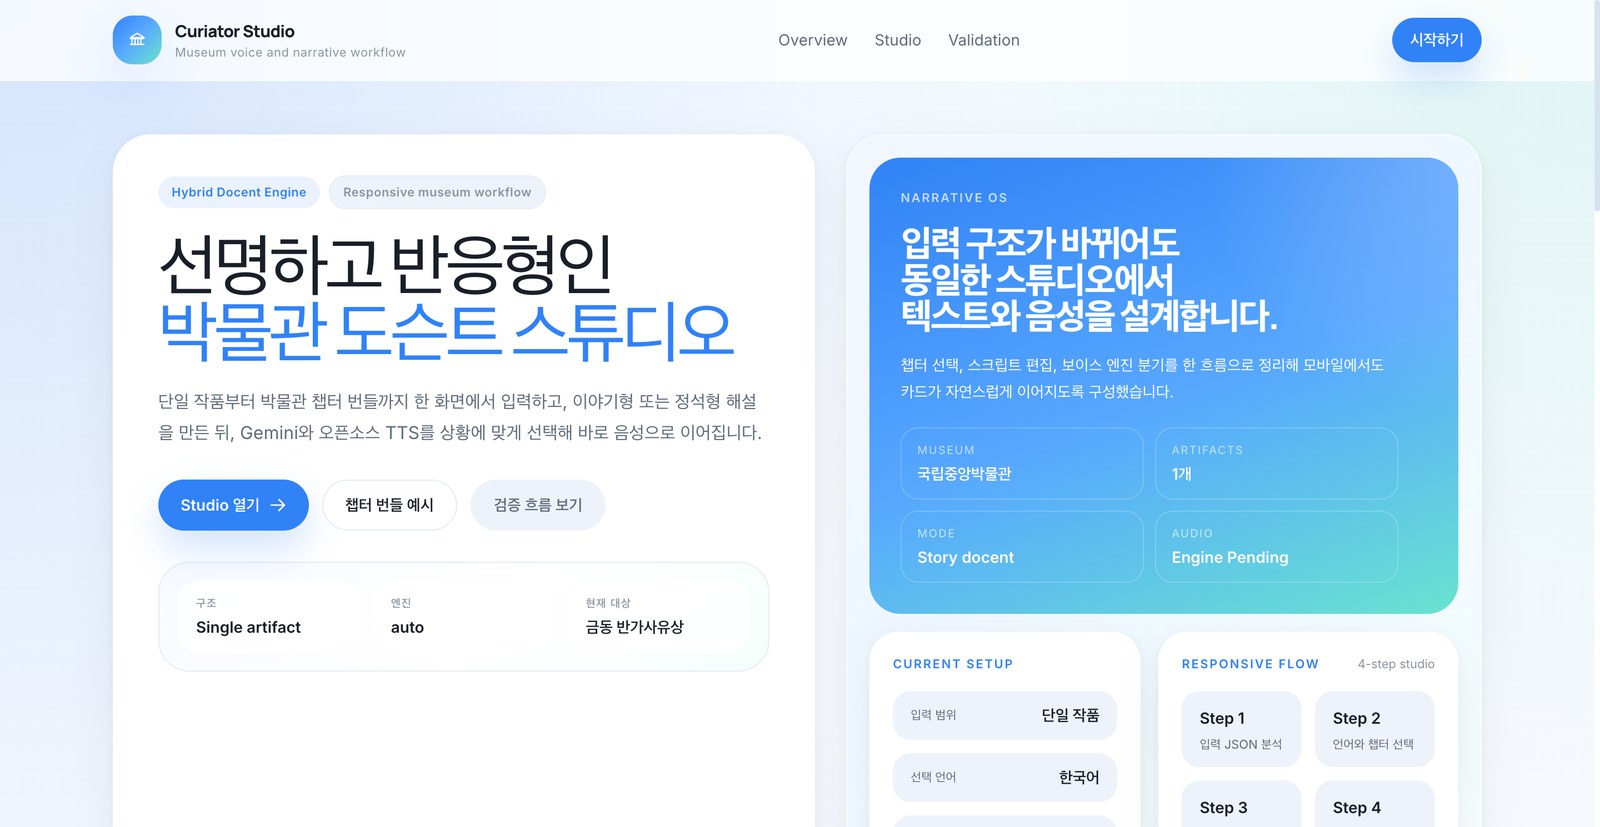 Curiator Studio
Museum voice and narrative workflow
Overview
Studio
Validation
시작하기
Hybrid Docent Engine
Responsive museum workflow
선명하고 반응형인
박물관 도슨트 스튜디오
단일 작품부터 박물관 챕터 번들까지 한 화면에서 입력하고, 이야기형 또는 정석형 해설
을 만든 뒤, Gemini와 오픈소스 TTS를 상황에 맞게 선택해 바로 음성으로 이어집니다.
Studio 열기
챕터 번들 예시
검증 흐름 보기
구조
Single artifact
엔진
auto
현재 대상
금동 반가사유상
NARRATIVE OS
입력 구조가 바뀌어도
동일한 스튜디오에서
텍스트와 음성을 설계합니다.
챕터 선택, 스크립트 편집, 보이스 엔진 분기를 한 흐름으로 정리해 모바일에서도
카드가 자연스럽게 이어지도록 구성했습니다.
MUSEUM
국립중앙박물관
ARTIFACTS
1개
MODE
Story docent
AUDIO
Engine Pending
CURRENT SETUP
입력 범위
단일 작품
선택 언어
한국어
RESPONSIVE FLOW
4-step studio
Step 1
입력 JSON 분석
Step 2
언어와 챕터 선택
Step 3
Step 4